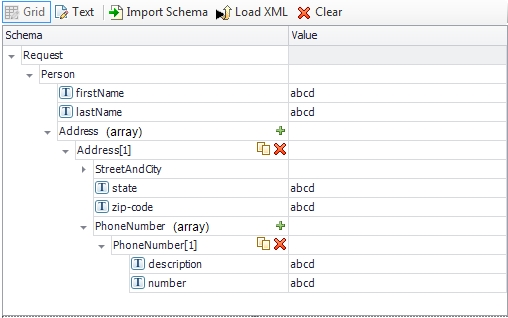 Grid Text Import Schema Load XML Clear
Schema Value
Request
Person
T firstName abcd
T lastName abcd
Address (array)
Address[1]
StreetAndCity
T state abcd
T zip-code abcd
PhoneNumber (array)
PhoneNumber[1]
T description abcd
T number abcd